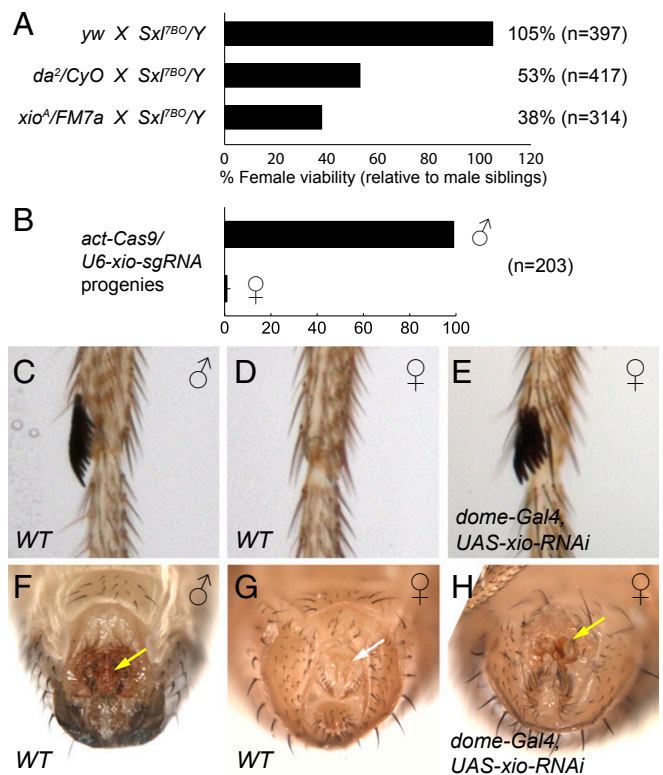 A
yw X Sxl7BO/Y 105% (n=397)
da2/CyO X Sxl7BO/Y 53% (n=417)
xioA/FM7a X Sxl7BO/Y 38% (n=314)
0 20 40 60 80 100 120
% Female viability (relative to male siblings)
B
act-Cas9/
U6-xio-sgRNA
progenies
♂
(n=203)
♀
0 20 40 60 80 100
C ♂ D ♀ E ♀
WT WT dome-Gal4,
UAS-xio-RNAi
F ♂ G ♀ H ♀
WT WT dome-Gal4,
UAS-xio-RNAi